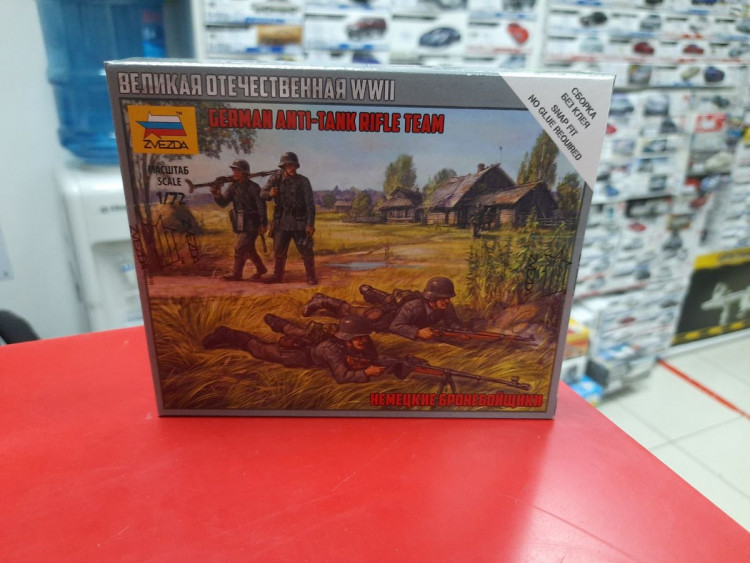 ВЕЛИКАЯ ОТЕЧЕСТВЕННАЯ WWII
ZVEZDA
GERMAN ANTI-TANK RIFLE TEAM
МАСШТАБ
SCALE
1/72
СБОРКА
БЕЗ КЛЕЯ
SNAP FIT
NO GLUE REQUIRED
НЕМЕЦКИЕ БРОНЕБОЙЩИКИ